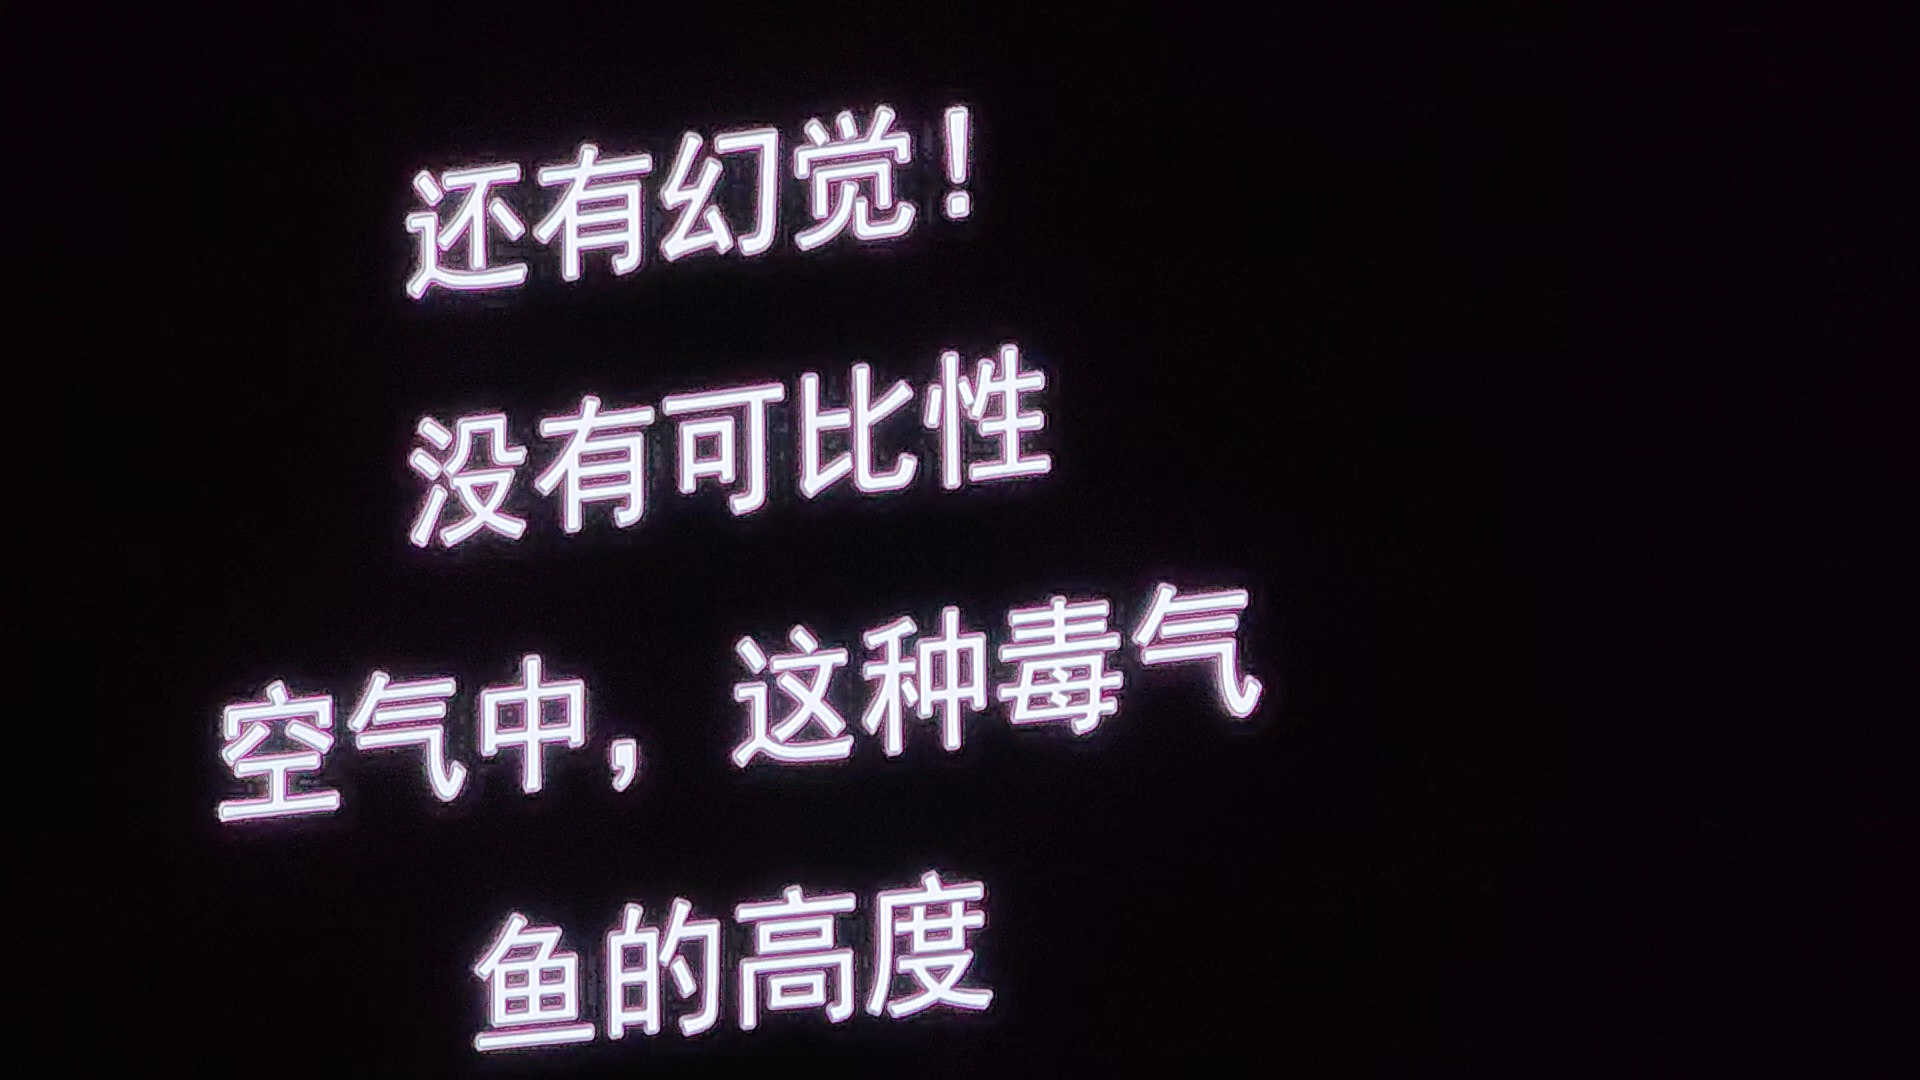 还有幻觉！
没有可比性
空气中，这种毒气
鱼的高度